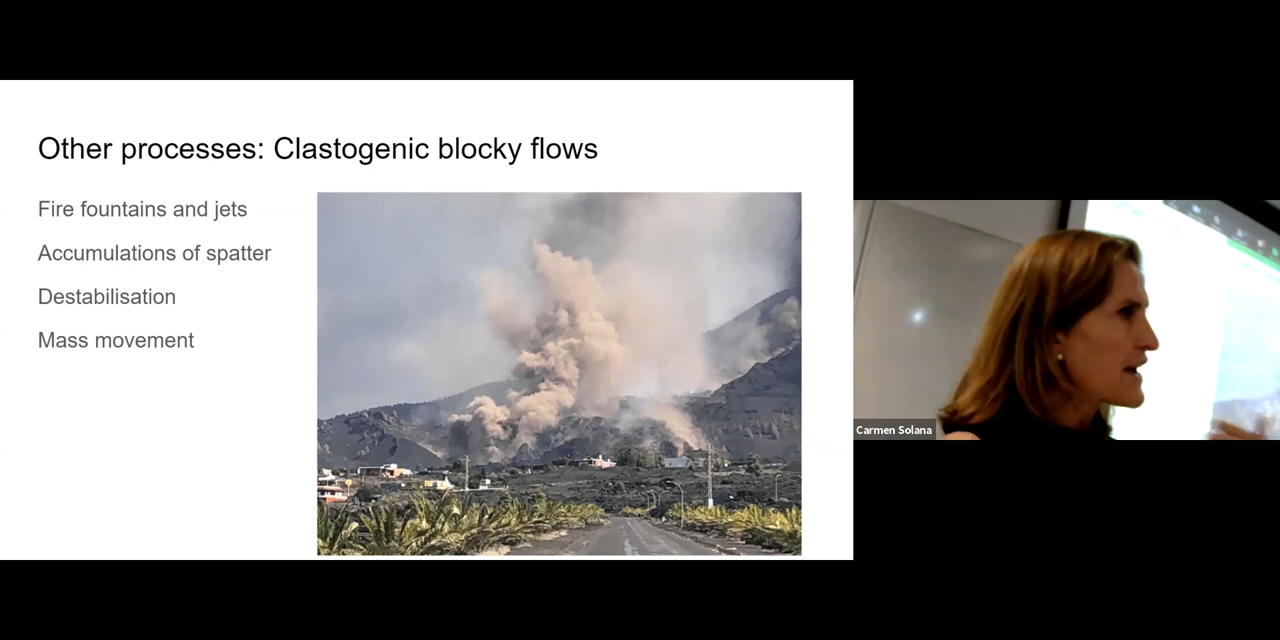 Other processes: Clastogenic blocky flows
Fire fountains and jets
Accumulations of spatter
Destabilisation
Mass movement
Carmen Solana